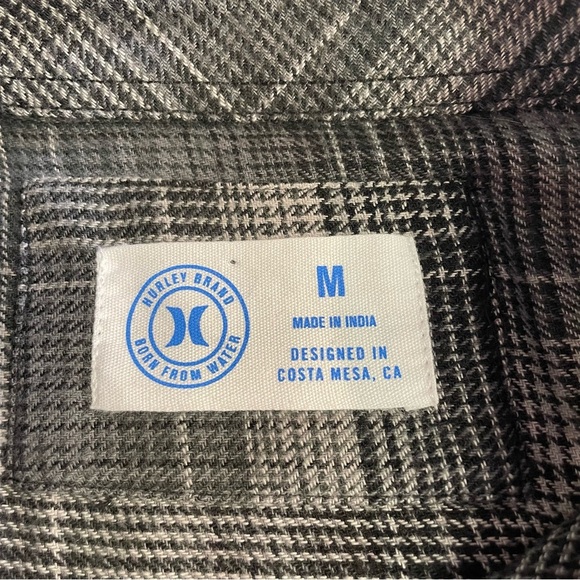 HURLEY BRAND
BORN FROM WATER
M
MADE IN INDIA
DESIGNED IN
COSTA MESA, CA